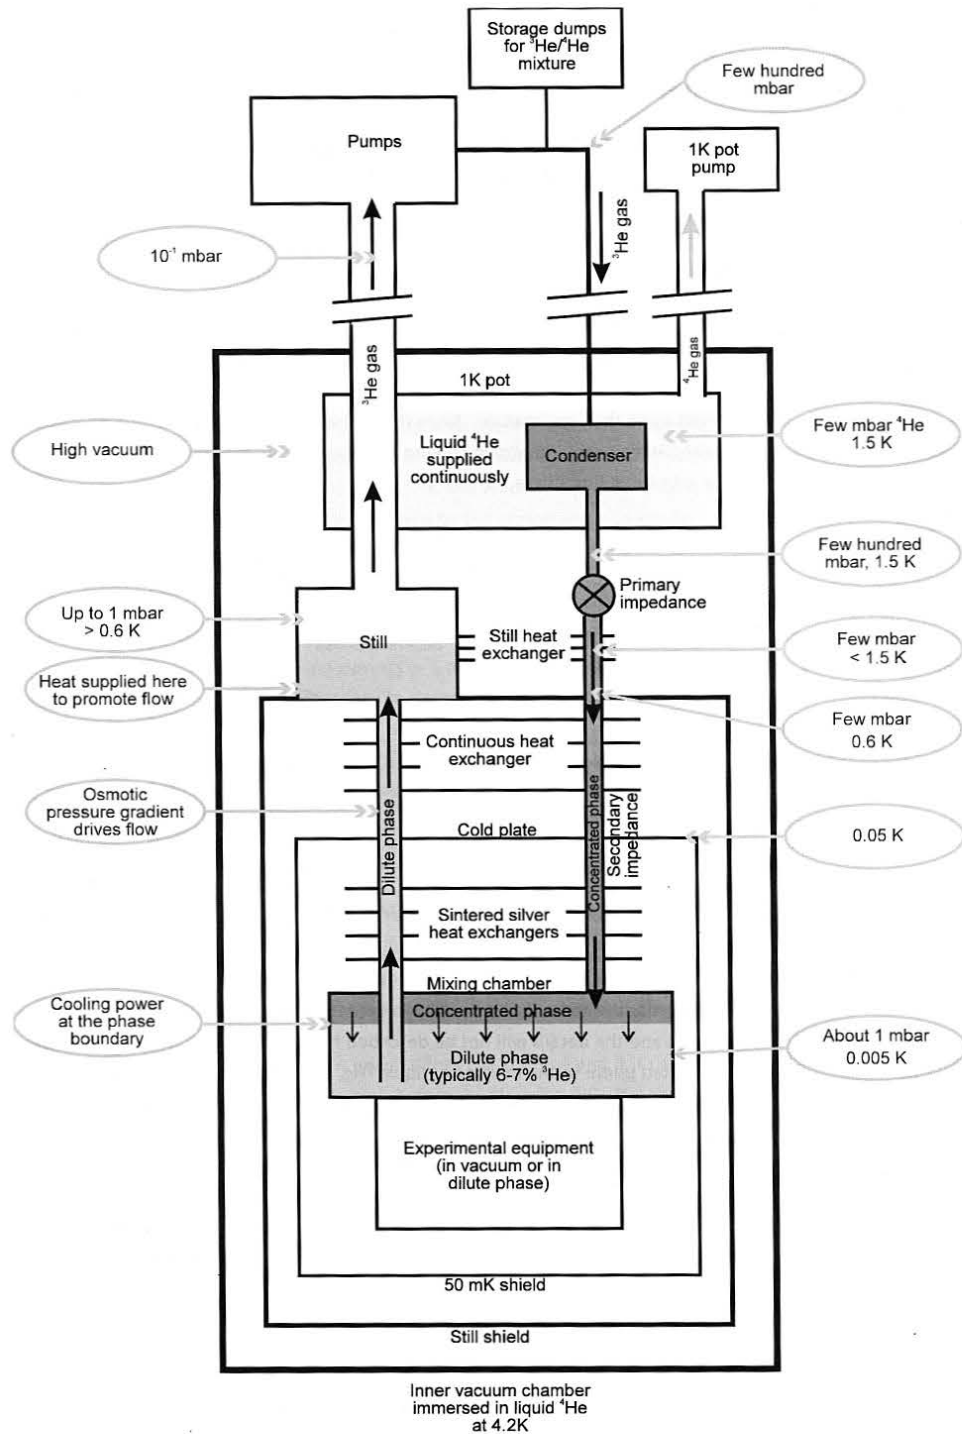 Storage dumps
for ³He/⁴He
mixture
Few hundred
mbar
Pumps
1K pot
pump
³He gas
10⁻¹ mbar
³He gas
⁴He gas
1K pot
High vacuum
Liquid ⁴He
supplied
continuously
Condenser
Few mbar ⁴He
1.5 K
Few hundred
mbar, 1.5 K
Primary
impedance
Up to 1 mbar
> 0.6 K
Still
Still heat
exchanger
Few mbar
< 1.5 K
Heat supplied here
to promote flow
Few mbar
0.6 K
Continuous heat
exchanger
Osmotic
pressure gradient
drives flow
Dilute phase
Concentrated phase
Secondary
impedance
Cold plate
0.05 K
Sintered silver
heat exchangers
Mixing chamber
Cooling power
at the phase
boundary
Concentrated phase
Dilute phase
(typically 6-7% ³He)
About 1 mbar
0.005 K
Experimental equipment
(in vacuum or in
dilute phase)
50 mK shield
Still shield
Inner vacuum chamber
immersed in liquid ⁴He
at 4.2K